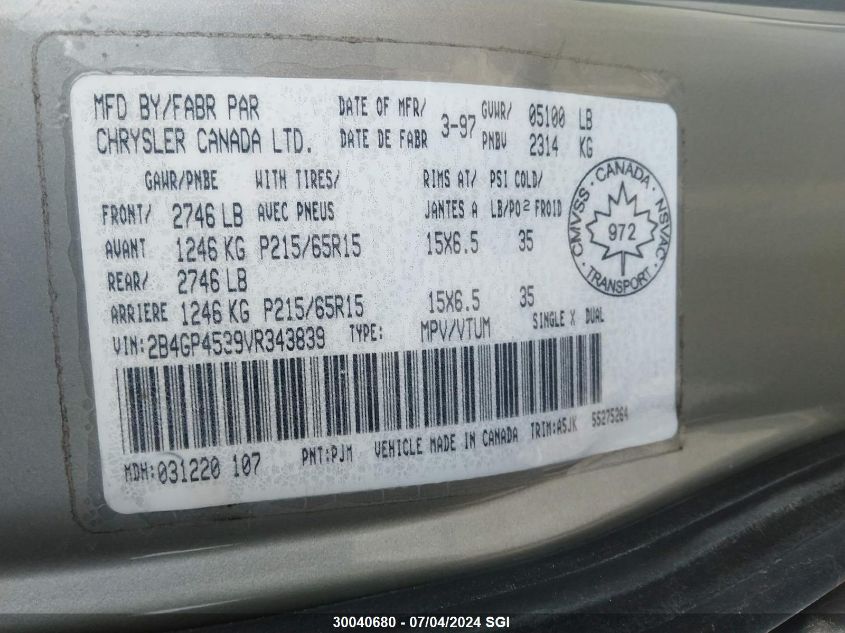 MFD BY/FABR PAR DATE OF MFR/ 3-97 GVWR/ 05100 LB
CHRYSLER CANADA LTD. DATE DE FABR PNBV 2314 KG
GAWR/PNBE WITH TIRES/ RIMS AT/ PSI COLD/
FRONT/ 2746 LB AVEC PNEUS JANTES A LB/PO² FROID
AVANT 1246 KG P215/65R15 15X6.5 35
REAR/ 2746 LB
ARRIERE 1246 KG P215/65R15 15X6.5 35
CMVSS · CANADA · NSVAC ·
972
TRANSPORT
VIN:2B4GP4539VR343839 TYPE: MPV/VTUM SINGLE X DUAL
MDH:031220 107 PNT:PJM VEHICLE MADE IN CANADA TRIM:A5JK 55275264
30040680 - 07/04/2024 SGI